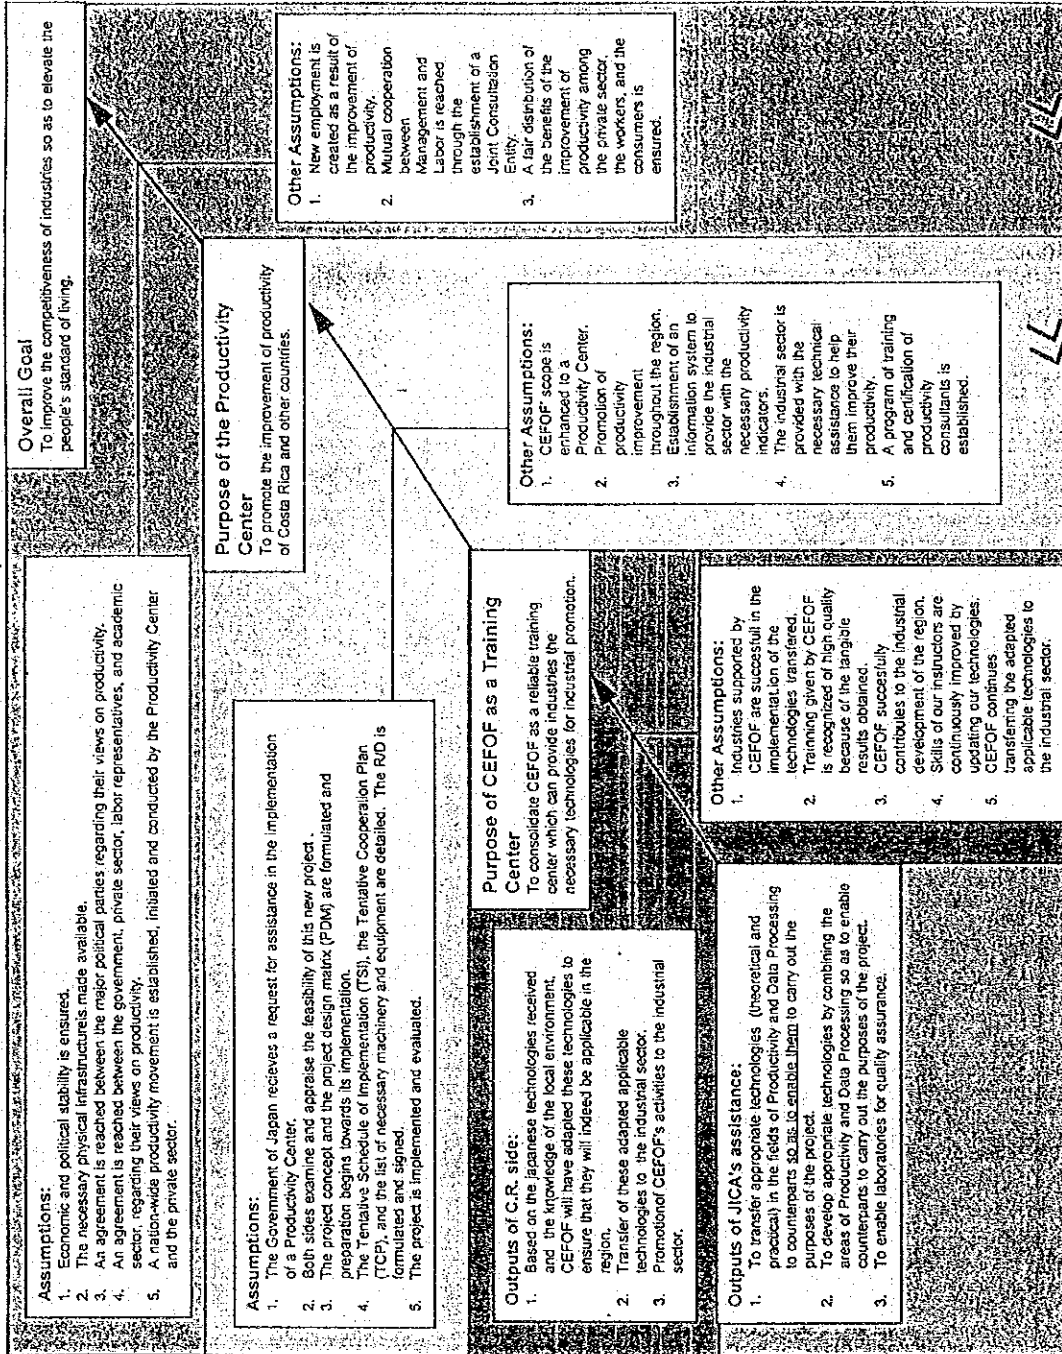 Overall Goal
To improve the competitiveness of industries so as to elevate the
people's standard of living.
Assumptions:
1. Economic and political stability is ensured.
2. The necessary physical infrastructureis made available.
3. An agreement is reached between the major political parties regarding their views on productivity.
4. An agreement is reached between the government, private sector, labor representatives, and academic
sector, regarding their views on productivity.
5. A nation-wide productivity movement is established, initiated and conducted by the Productivity Center
and the private sector.
Other Assumptions:
1. New employment is
created as a result of
the improvement of
productivity.
2. Mutual cooperation
between
Management and
Labor is reached
through the
establishment of a
Joint Consultation
Entity.
3. A fair distribution of
the benefits of the
improvement of
productivity among
the private sector,
the workers, and the
consumers is
ensured.
Purpose of the Productivity
Center
To promote the improvement of productivity
of Costa Rica and other countries.
Assumptions:
1. The Government of Japan recieves a request for assistance in the implementation
of a Productivity Center.
2. Both sides examine and appraise the feasibility of this new project.
3. The project concept and the project design matrix (PDM) are formulated and
preparation begins towards its implementation.
4. The Tentative Schedule of Implementation (TSI), the Tentative Cooperation Plan
(TCP), and the list of necessary machinery and equipment are detailed. The R/D is
formulated and signed.
5. The project is implemented and evaluated.
Other Assumptions:
1. CEFOF' scope is
enhanced to a
Productivity Center.
2. Promotion of
productivity
improvement
throughout the region.
3. Establishment of an
information system to
provide the industrial
sector with the
necessary productivity
indicators.
4. The industrial sector is
provided with the
necessary technical
assistance to help
them improve their
productivity.
5. A program of training
and certification of
productivity
consultants is
established.
Purpose of CEFOF as a Training
Center
To consolidate CEFOF as a reliable training
center which can provide industries the
necessary technologies for industrial promotion.
Outputs of C.R. side:
1. Based on the Japanese technologies received
and the knowledge of the local environment,
CEFOF will have adapted these technologies to
ensure that they will indeed be applicable in the
region.
2. Transfer of these adapted applicable
technologies to the industrial sector.
3. Promotionof CEFOF's activities to the industrial
sector.
Other Assumptions:
1. Industries supported by
CEFOF are succesfull in the
implementation of the
technologies transfered.
2. Training given by CEFOF
is recognized of high quality
because of the tangible
results obtained.
3. CEFOF successfully
contributes to the industrial
development of the region.
4. Skills of our instructors are
continuously improved by
updating our technologies.
5. CEFOF continues
transferring the adapted
applicable technologies to
the industrial sector.
Outputs of JICA's assistance:
1. To transfer appropriate technologies (theoretical and
practical) in the fields of Productivity and Data Processing
to counterparts so as to enable them to carry out the
purposes of the project.
2. To develop appropriate technologies by combining the
areas of Productivity and Data Processing so as to enable
counterparts to carry out the purposes of the project.
3. To enable laboratories for quality assurance.